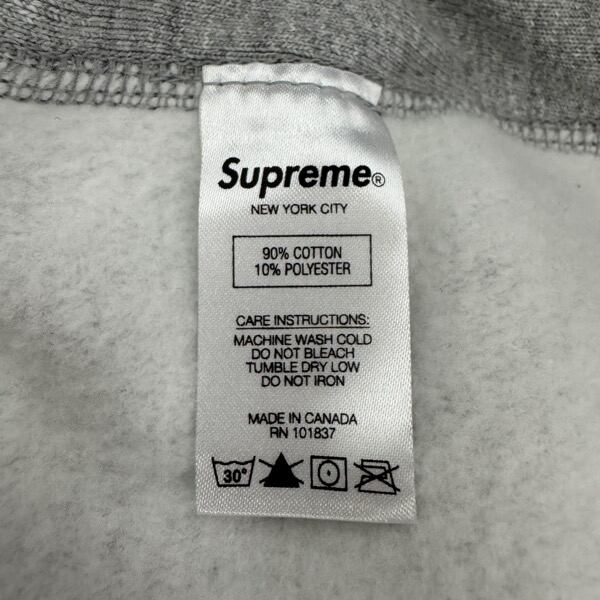 Supreme®
NEW YORK CITY
90% COTTON
10% POLYESTER
CARE INSTRUCTIONS:
MACHINE WASH COLD
DO NOT BLEACH
TUMBLE DRY LOW
DO NOT IRON
MADE IN CANADA
RN 101837
30°